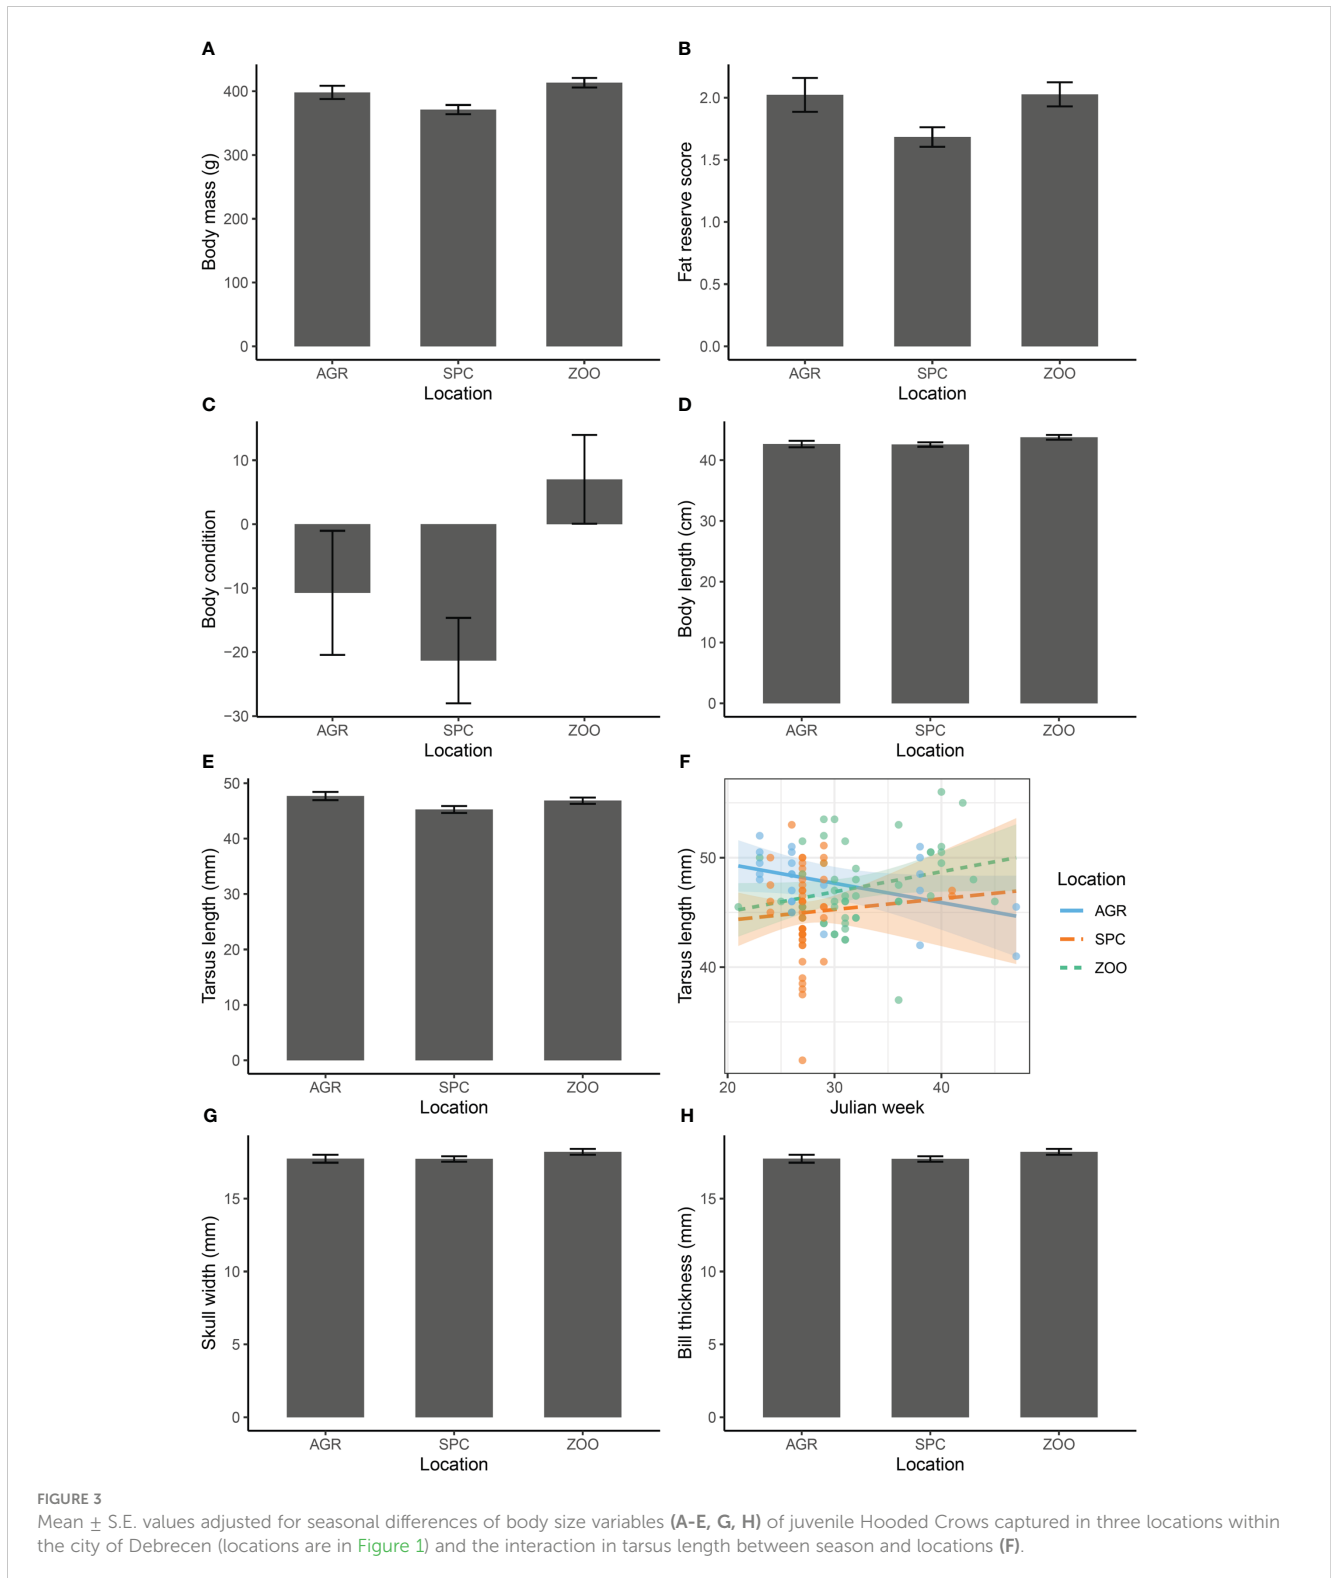 A
Body mass (g)
400
300
200
100
0
AGR SPC ZOO
Location
B
Fat reserve score
2.0
1.5
1.0
0.5
0.0
AGR SPC ZOO
Location
C
Body condition
10
0
−10
−20
−30
AGR SPC ZOO
Location
D
Body length (cm)
40
30
20
10
0
AGR SPC ZOO
Location
E
Tarsus length (mm)
50
40
30
20
10
0
AGR SPC ZOO
Location
F
Tarsus length (mm)
50
40
20 30 40
Julian week
Location
AGR
SPC
ZOO
G
Skull width (mm)
15
10
5
0
AGR SPC ZOO
Location
H
Bill thickness (mm)
15
10
5
0
AGR SPC ZOO
Location
FIGURE 3
Mean ± S.E. values adjusted for seasonal differences of body size variables (A-E, G, H) of juvenile Hooded Crows captured in three locations within
the city of Debrecen (locations are in Figure 1) and the interaction in tarsus length between season and locations (F).